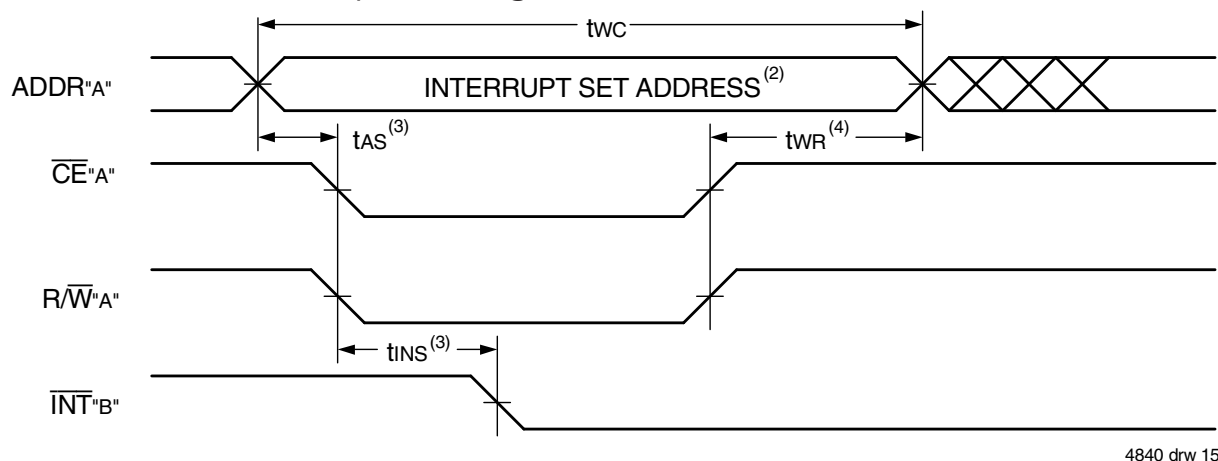 tWC
ADDR"A"
INTERRUPT SET ADDRESS(2)
tAS(3)
tWR(4)
CE"A"
R/W"A"
tINS(3)
INT"B"
4840 drw 15